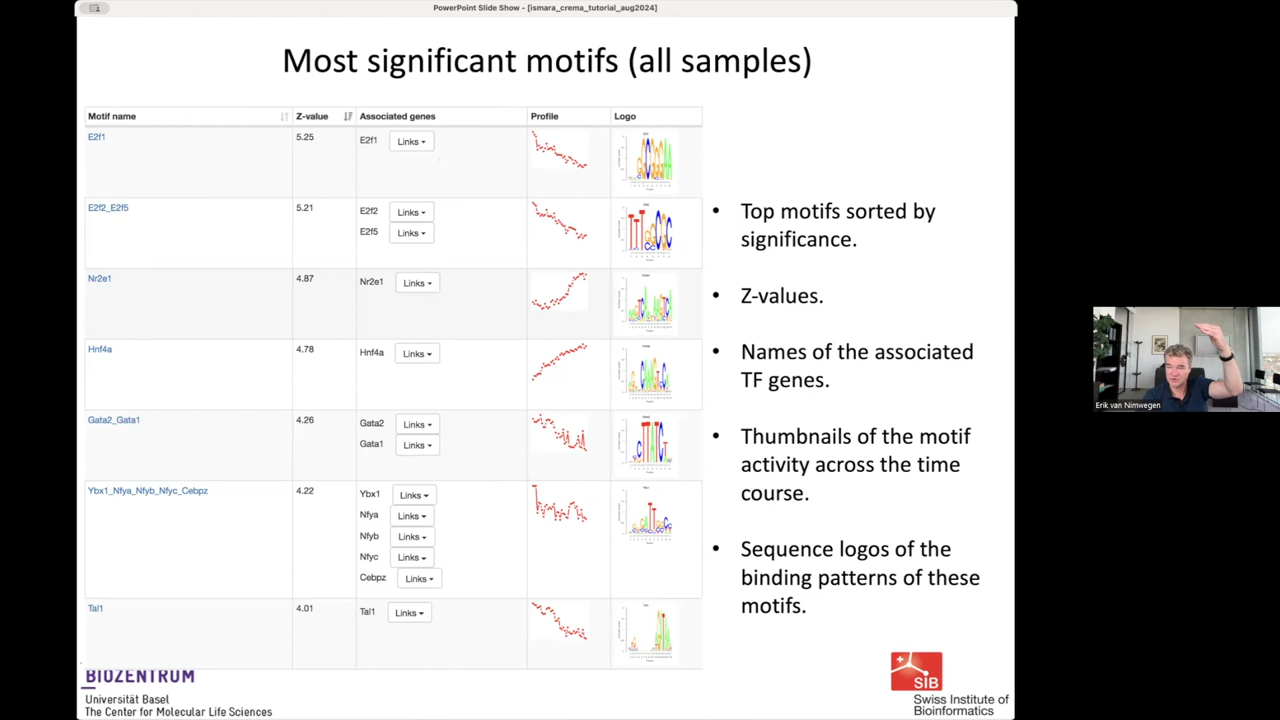 PowerPoint Slide Show - [ismara_crema_tutorial_aug2024]
Most significant motifs (all samples)
Motif name Z-value Associated genes Profile Logo
E2f1 5.25 E2f1 Links
E2f2_E2f5 5.21 E2f2 Links
E2f5 Links
Nr2e1 4.87 Nr2e1 Links
Hnf4a 4.78 Hnf4a Links
Gata2_Gata1 4.26 Gata2 Links
Gata1 Links
Ybx1_Nfya_Nfyb_Nfyc_Cebpz 4.22 Ybx1 Links
Nfya Links
Nfyb Links
Nfyc Links
Cebpz Links
Tal1 4.01 Tal1 Links
• Top motifs sorted by
significance.
• Z-values.
• Names of the associated
TF genes.
• Thumbnails of the motif
activity across the time
course.
• Sequence logos of the
binding patterns of these
motifs.
Erik van Nimwegen
BIOZENTRUM
Universität Basel
The Center for Molecular Life Sciences
SIB
Swiss Institute of
Bioinformatics